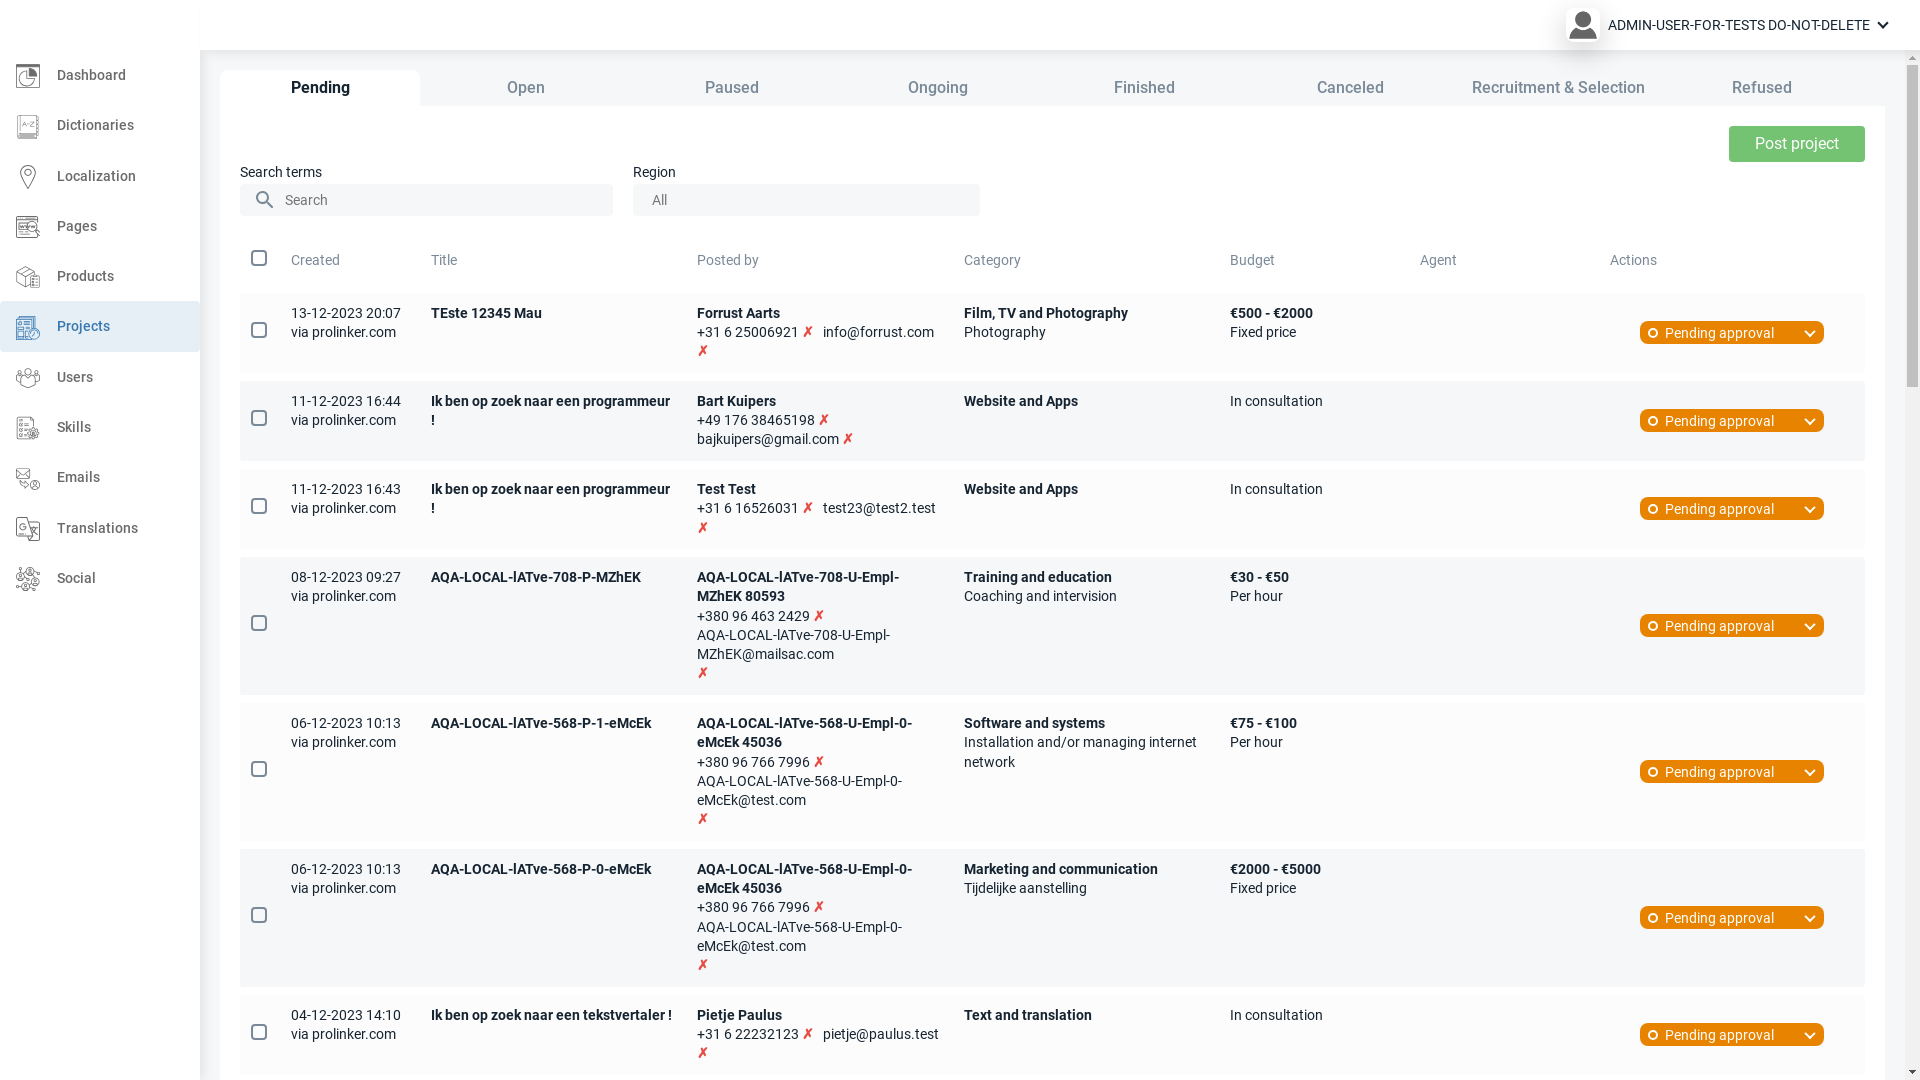 ADMIN-USER-FOR-TESTS DO-NOT-DELETE
Dashboard
Dictionaries
Localization
Pages
Products
Projects
Users
Skills
Emails
Translations
Social
Pending
Open
Paused
Ongoing
Finished
Canceled
Recruitment & Selection
Refused
Post project
Search terms
Region
Search
All
Created
Title
Posted by
Category
Budget
Agent
Actions
13-12-2023 20:07
via prolinker.com
TEste 12345 Mau
Forrust Aarts
+31 6 25006921 ✗ info@forrust.com
✗
Film, TV and Photography
Photography
€500 - €2000
Fixed price
Pending approval
11-12-2023 16:44
via prolinker.com
Ik ben op zoek naar een programmeur
!
Bart Kuipers
+49 176 38465198 ✗
bajkuipers@gmail.com ✗
Website and Apps
In consultation
Pending approval
11-12-2023 16:43
via prolinker.com
Ik ben op zoek naar een programmeur
!
Test Test
+31 6 16526031 ✗ test23@test2.test
✗
Website and Apps
In consultation
Pending approval
08-12-2023 09:27
via prolinker.com
AQA-LOCAL-lATve-708-P-MZhEK
AQA-LOCAL-lATve-708-U-Empl-
MZhEK 80593
+380 96 463 2429 ✗
AQA-LOCAL-lATve-708-U-Empl-
MZhEK@mailsac.com
✗
Training and education
Coaching and intervision
€30 - €50
Per hour
Pending approval
06-12-2023 10:13
via prolinker.com
AQA-LOCAL-lATve-568-P-1-eMcEk
AQA-LOCAL-lATve-568-U-Empl-0-
eMcEk 45036
+380 96 766 7996 ✗
AQA-LOCAL-lATve-568-U-Empl-0-
eMcEk@test.com
✗
Software and systems
Installation and/or managing internet
network
€75 - €100
Per hour
Pending approval
06-12-2023 10:13
via prolinker.com
AQA-LOCAL-lATve-568-P-0-eMcEk
AQA-LOCAL-lATve-568-U-Empl-0-
eMcEk 45036
+380 96 766 7996 ✗
AQA-LOCAL-lATve-568-U-Empl-0-
eMcEk@test.com
✗
Marketing and communication
Tijdelijke aanstelling
€2000 - €5000
Fixed price
Pending approval
04-12-2023 14:10
via prolinker.com
Ik ben op zoek naar een tekstvertaler !
Pietje Paulus
+31 6 22232123 ✗ pietje@paulus.test
✗
Text and translation
In consultation
Pending approval